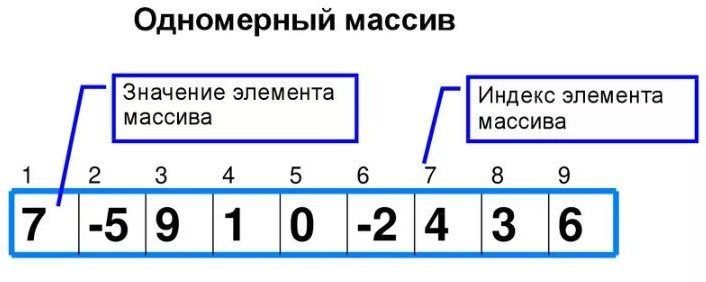 Одномерный массив
Значение элемента
массива
Индекс элемента
массива
1 2 3 4 5 6 7 8 9
7 -5 9 1 0 -2 4 3 6